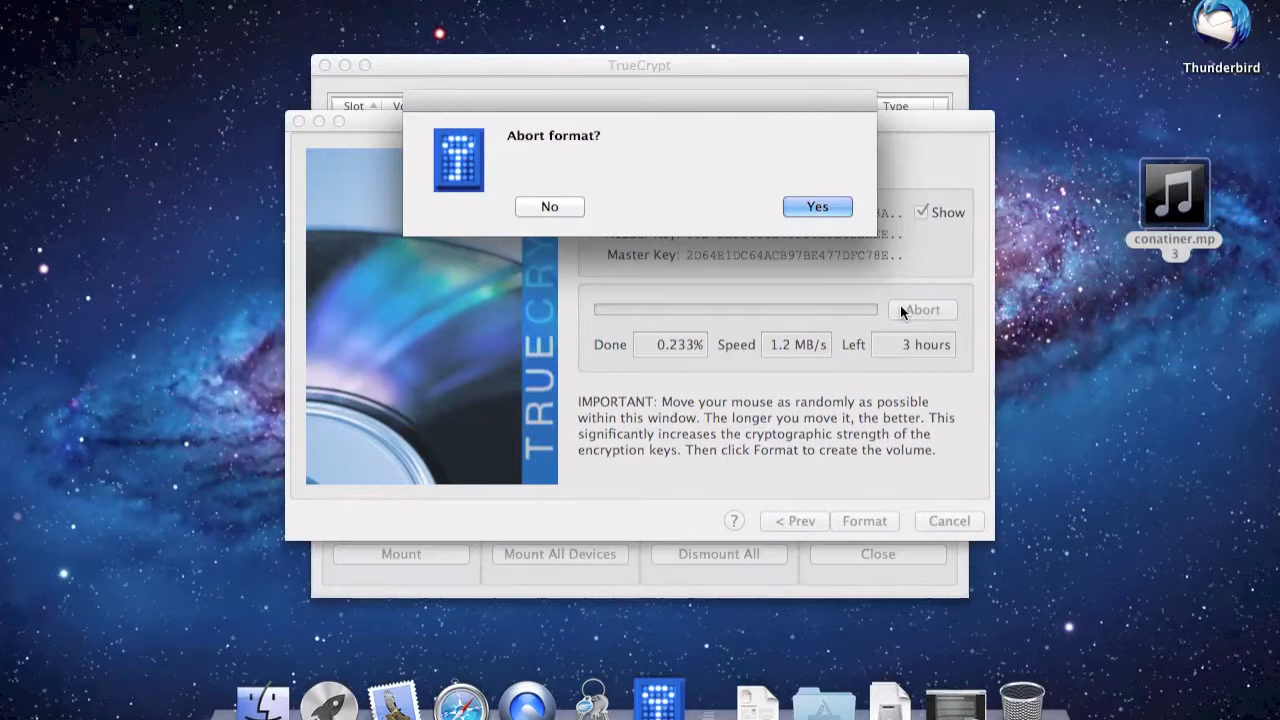 Thunderbird
TrueCrypt
Slot
Type
Abort format?
No
Yes
Show
Master Key: 2D64E1DC64ACB97BE477DFC78E..
conatiner.mp
3
Abort
Done 0.233% Speed 1.2 MB/s Left 3 hours
IMPORTANT: Move your mouse as randomly as possible
within this window. The longer you move it, the better. This
significantly increases the cryptographic strength of the
encryption keys. Then click Format to create the volume.
TRUECRY
? < Prev Format Cancel
Mount Mount All Devices Dismount All Close